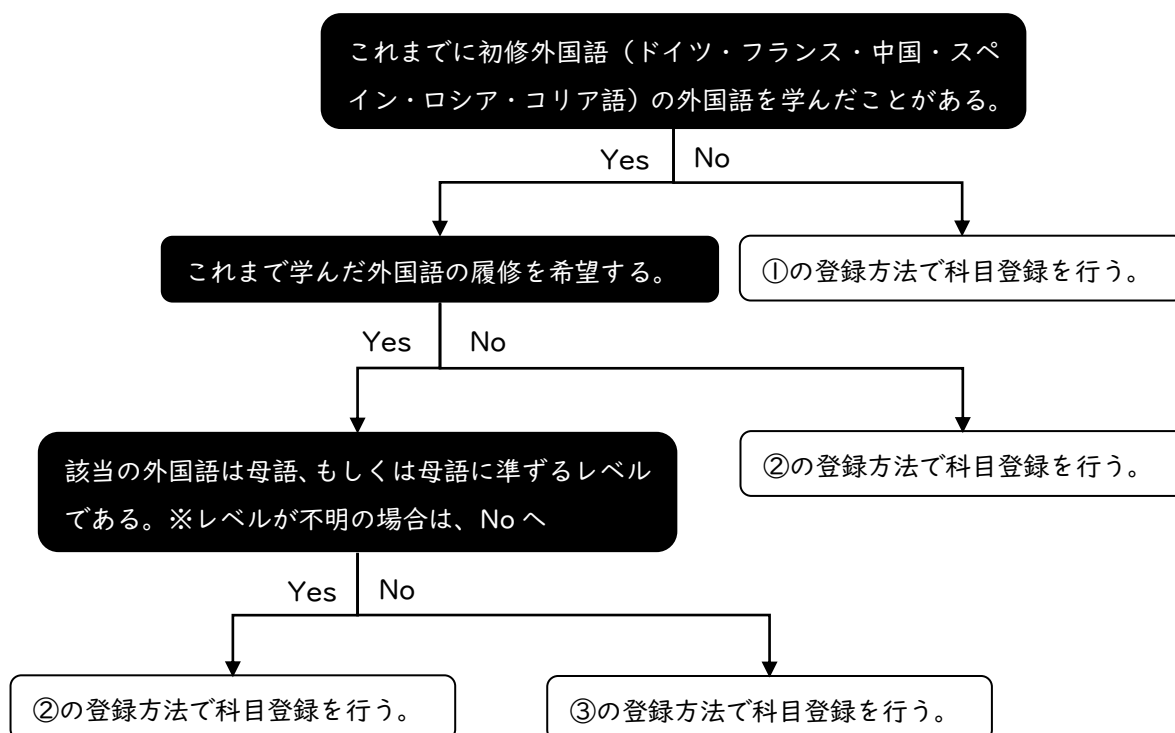 これまでに初修外国語（ドイツ・フランス・中国・スペ
イン・ロシア・コリア語）の外国語を学んだことがある。
Yes No
これまで学んだ外国語の履修を希望する。
①の登録方法で科目登録を行う。
Yes No
該当の外国語は母語、もしくは母語に準ずるレベル
である。※レベルが不明の場合は、No へ
②の登録方法で科目登録を行う。
Yes No
②の登録方法で科目登録を行う。
③の登録方法で科目登録を行う。